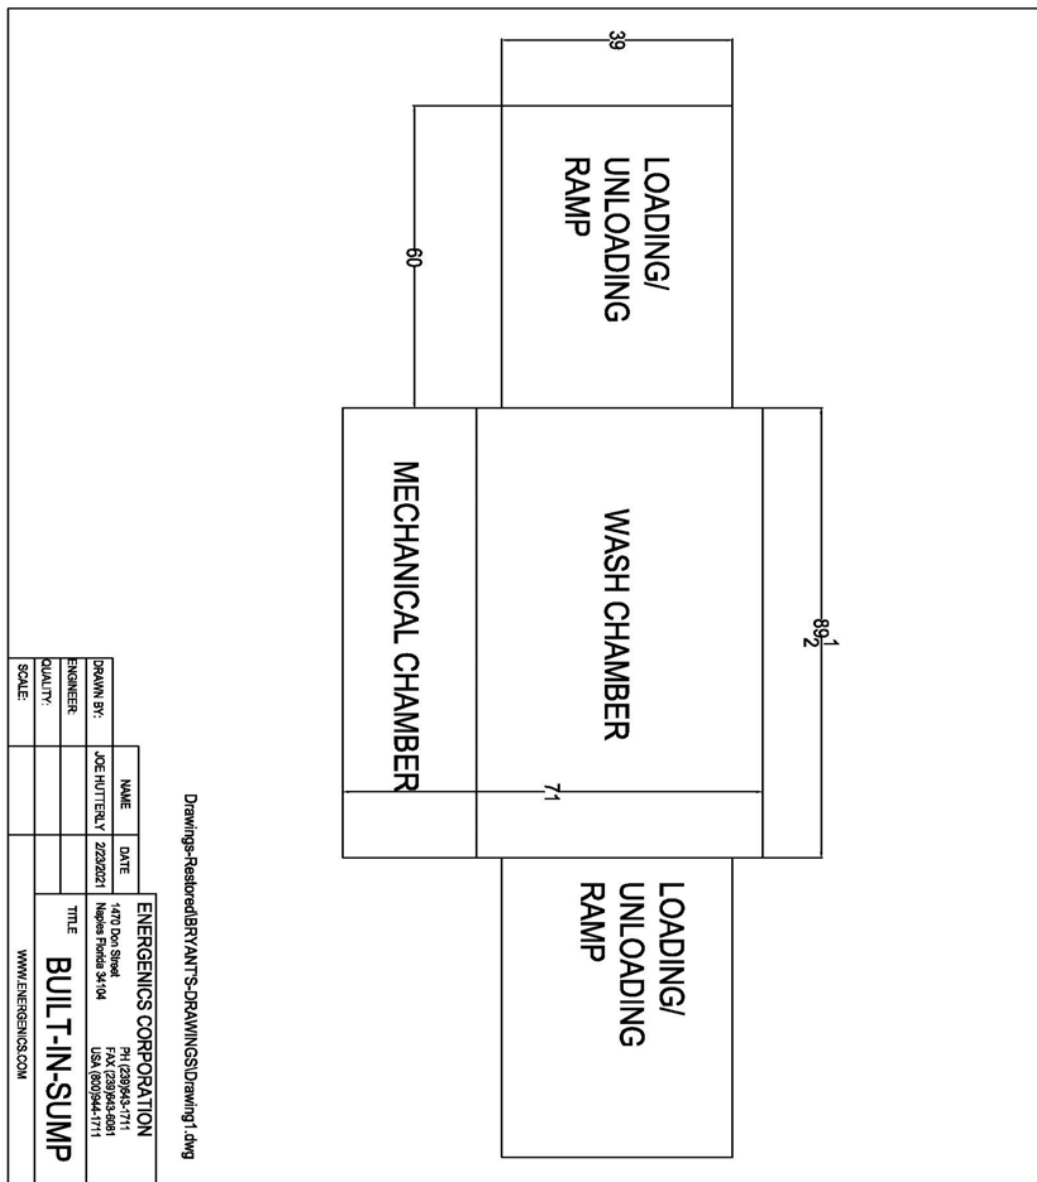 39
60
LOADING/
UNLOADING
RAMP
89 1/2
WASH CHAMBER
MECHANICAL CHAMBER
71
LOADING/
UNLOADING
RAMP
Drawings-Restored\BRYANT'S-DRAWINGS\Drawing1.dwg
NAME DATE
DRAWN BY: JOE HUTTERLY 2/23/2021
ENGINEER:
QUALITY:
SCALE:
ENERGENICS CORPORATION
1470 Don Street PH (239)643-1711
Naples Florida 34104 FAX (239)643-6081
USA (800)944-1711
TITLE
BUILT-IN-SUMP
WWW.ENERGENICS.COM